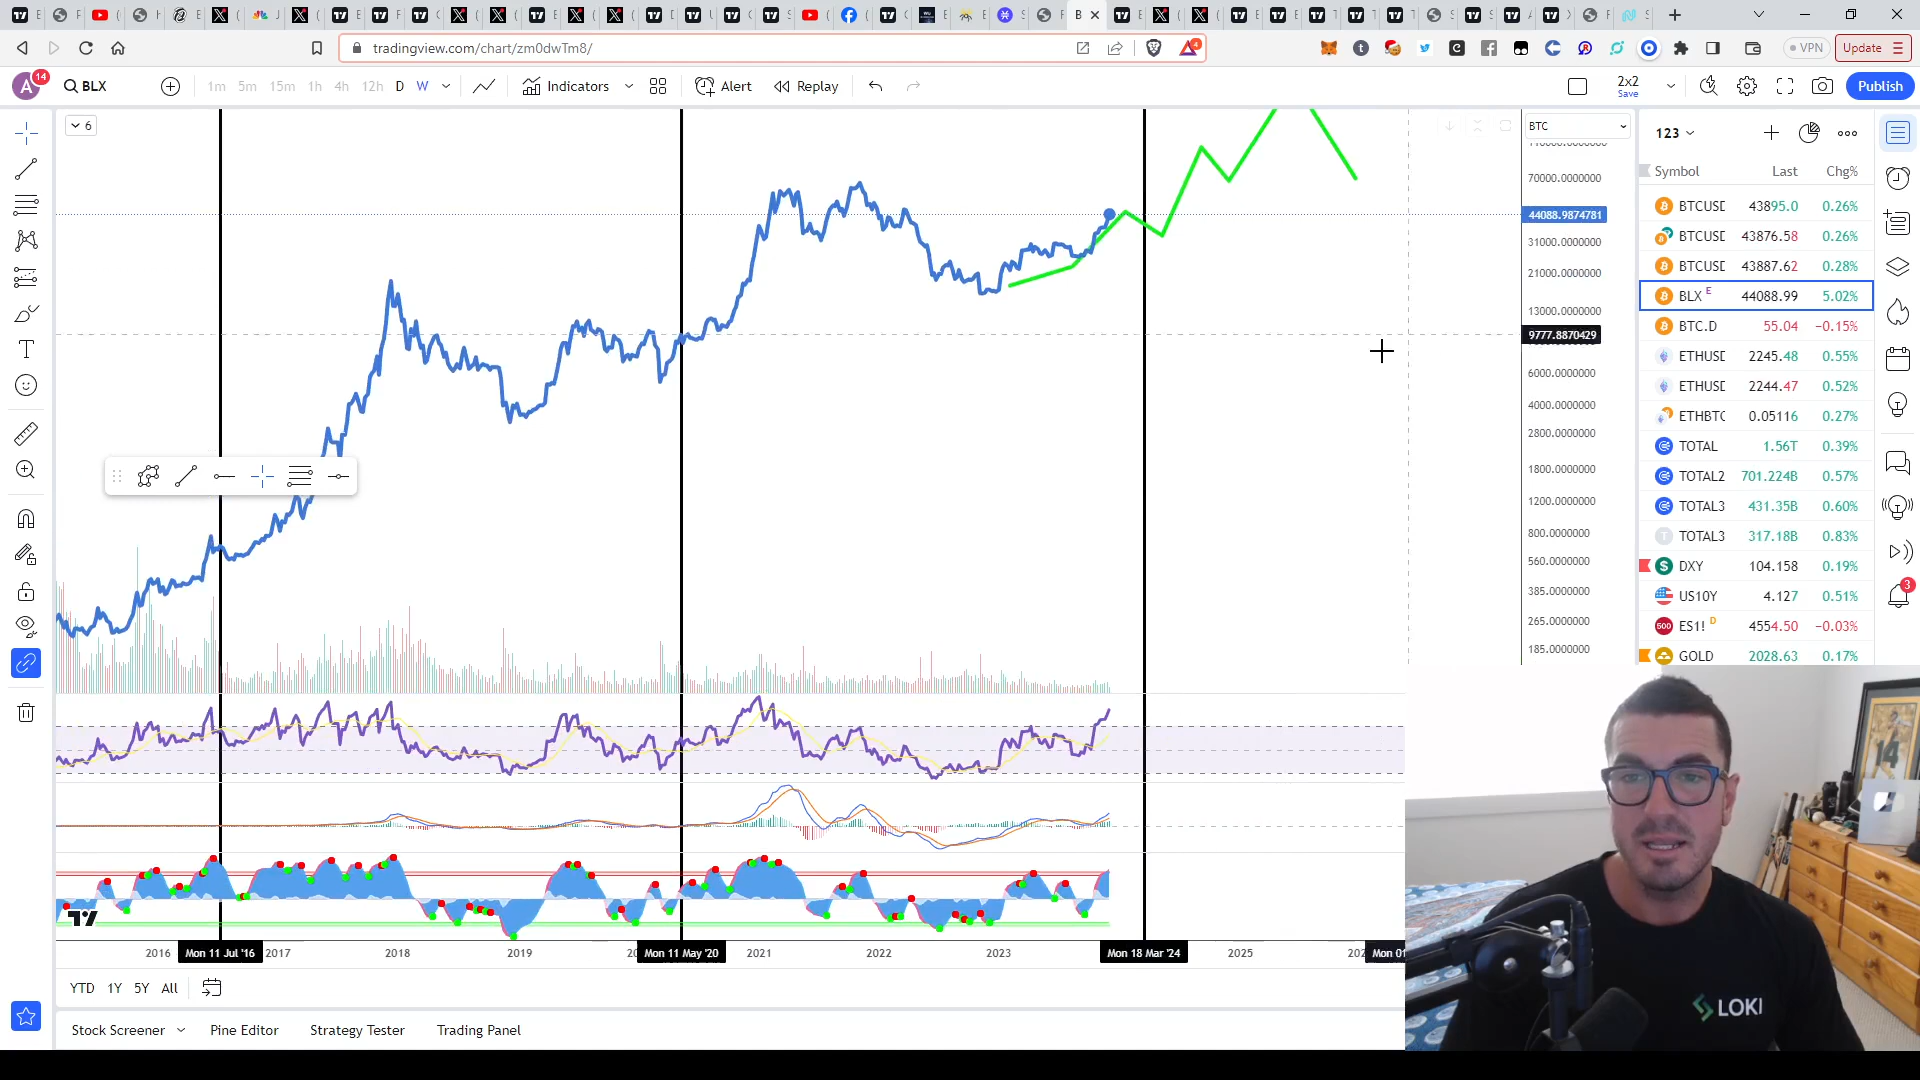 tradingview.com/chart/zm0dwTm8/
4
VPN
Update
A
14
BLX
1m 5m 15m 1h 4h 12h D W
Indicators
Alert
Replay
2x2
Save
Publish
6
BTC
123
Symbol Last Chg%
70000.0000000
44088.9874781
31000.0000000
21000.0000000
13000.0000000
9777.8870429
6000.0000000
4000.0000000
2800.0000000
1800.0000000
1200.0000000
800.0000000
560.0000000
385.0000000
265.0000000
185.0000000
BTCUSD 43895.0 0.26%
BTCUSD 43876.58 0.26%
BTCUSD 43887.62 0.28%
BLX E 44088.99 5.02%
BTC.D 55.04 −0.15%
ETHUSD 2245.48 0.55%
ETHUSD 2244.47 0.52%
ETHBTC 0.05116 0.27%
TOTAL 1.56T 0.39%
TOTAL2 701.224B 0.57%
TOTAL3 431.35B 0.60%
TOTAL3 317.18B 0.83%
DXY 104.158 0.19%
US10Y 4.127 0.51%
ES1! D 4554.50 −0.03%
GOLD 2028.63 0.17%
3
2016 Mon 11 Jul '16 2017 2018 2019 Mon 11 May '20 2021 2022 2023 Mon 18 Mar '24 2025 Mon 01
YTD 1Y 5Y All
Stock Screener Pine Editor Strategy Tester Trading Panel
14
LOKI